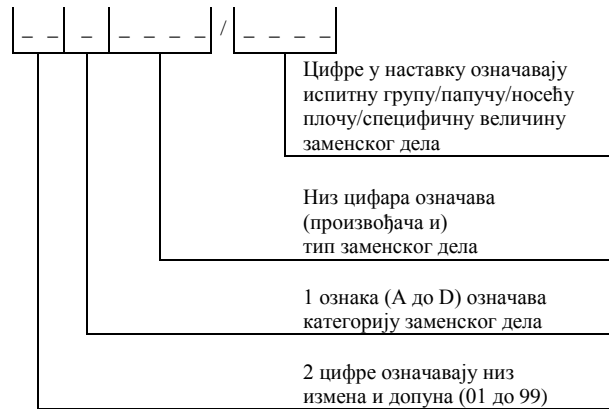 _ _ _ _ _ _ _ / _ _ _ _
Цифре у наставку означавају
испитну групу/папучу/носећу
плочу/специфичну величину
заменског дела
Низ цифара означава
(произвођача и)
тип заменског дела
1 ознака (A до D) означава
категорију заменског дела
2 цифре означавају низ
измена и допуна (01 до 99)